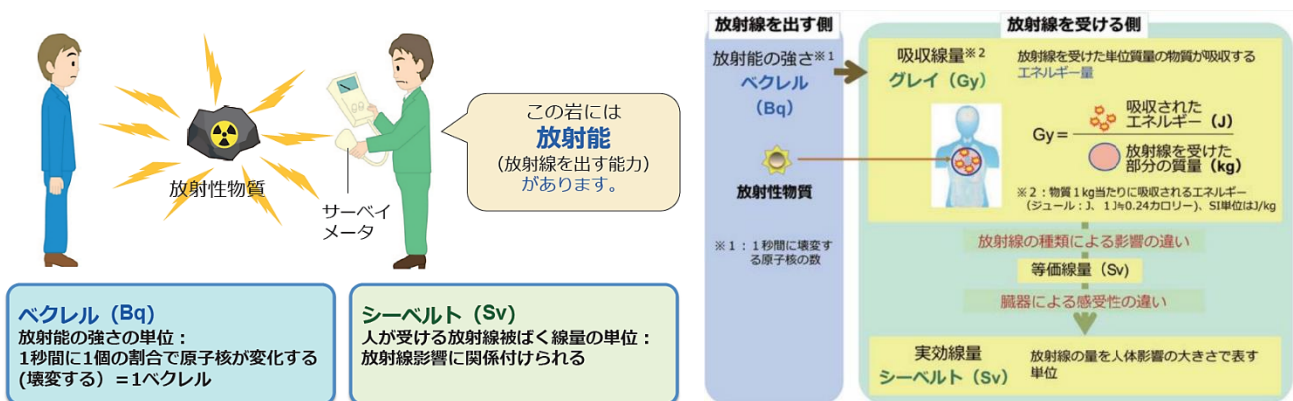 放射性物質
サーベイ
メータ
この岩には
放射能
(放射線を出す能力)
があります。
ベクレル（Bq）
放射能の強さの単位：
1秒間に1個の割合で原子核が変化する
(壊変する）＝1ベクレル
シーベルト（Sv）
人が受ける放射線被ばく線量の単位：
放射線影響に関係付けられる
放射線を出す側
放射能の強さ※1
ベクレル
（Bq）
放射性物質
※１：１秒間に壊変す
る原子核の数
放射線を受ける側
吸収線量※2
グレイ（Gy）
放射線を受けた単位質量の物質が吸収する
エネルギー量
Gy＝
吸収された
エネルギー（J）
放射線を受けた
部分の質量（kg）
※２：物質１kg当たりに吸収されるエネルギー
（ジュール：J、１J≒0.24カロリー）、SI単位はJ/kg
放射線の種類による影響の違い
等価線量（Sv）
臓器による感受性の違い
実効線量
シーベルト（Sv）
放射線の量を人体影響の大きさで表す
単位